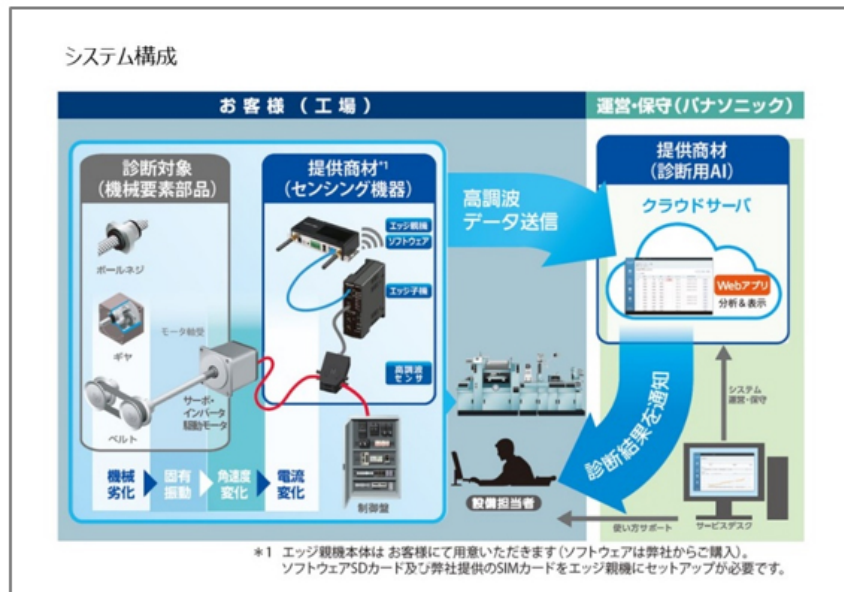 システム構成
お客様（工場）
運営・保守（パナソニック）
診断対象
（機械要素部品）
ボールネジ
ギヤ
モータ軸受
ベルト
サーボ・
インバータ
駆動モータ
提供商材*1
（センシング機器）
エッジ親機
ソフトウェア
エッジ子機
高調波
センサ
制御盤
機械
劣化
固有
振動
角速度
変化
電流
変化
高調波
データ送信
提供商材
（診断用AI）
クラウドサーバ
Webアプリ
分析＆表示
診断結果を通知
設備担当者
システム
運営・保守
使い方サポート
サービスデスク
＊1 エッジ親機本体は お客様にて用意いただきます（ソフトウェアは弊社からご購入）。
ソフトウェアSDカード及び弊社提供のSIMカードをエッジ親機にセットアップが必要です。